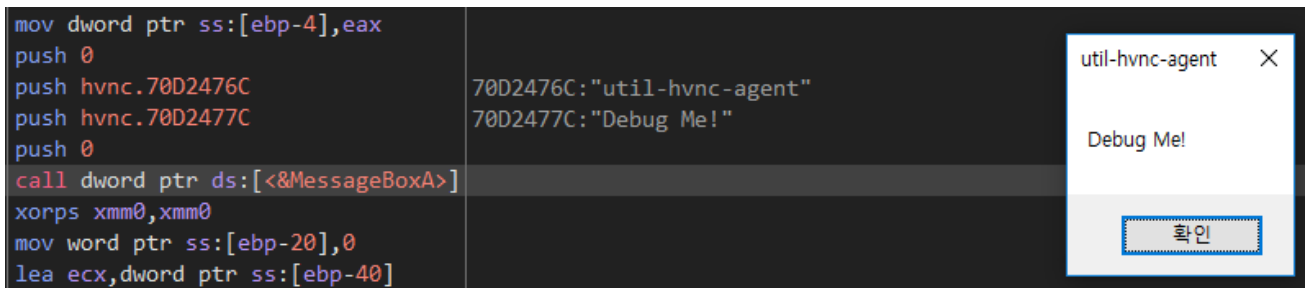 mov dword ptr ss:[ebp-4],eax
push 0
push hvnc.70D2476C 70D2476C:"util-hvnc-agent"
push hvnc.70D2477C 70D2477C:"Debug Me!"
push 0
call dword ptr ds:[<&MessageBoxA>]
xorps xmm0,xmm0
mov word ptr ss:[ebp-20],0
lea ecx,dword ptr ss:[ebp-40]
util-hvnc-agent
Debug Me!
확인